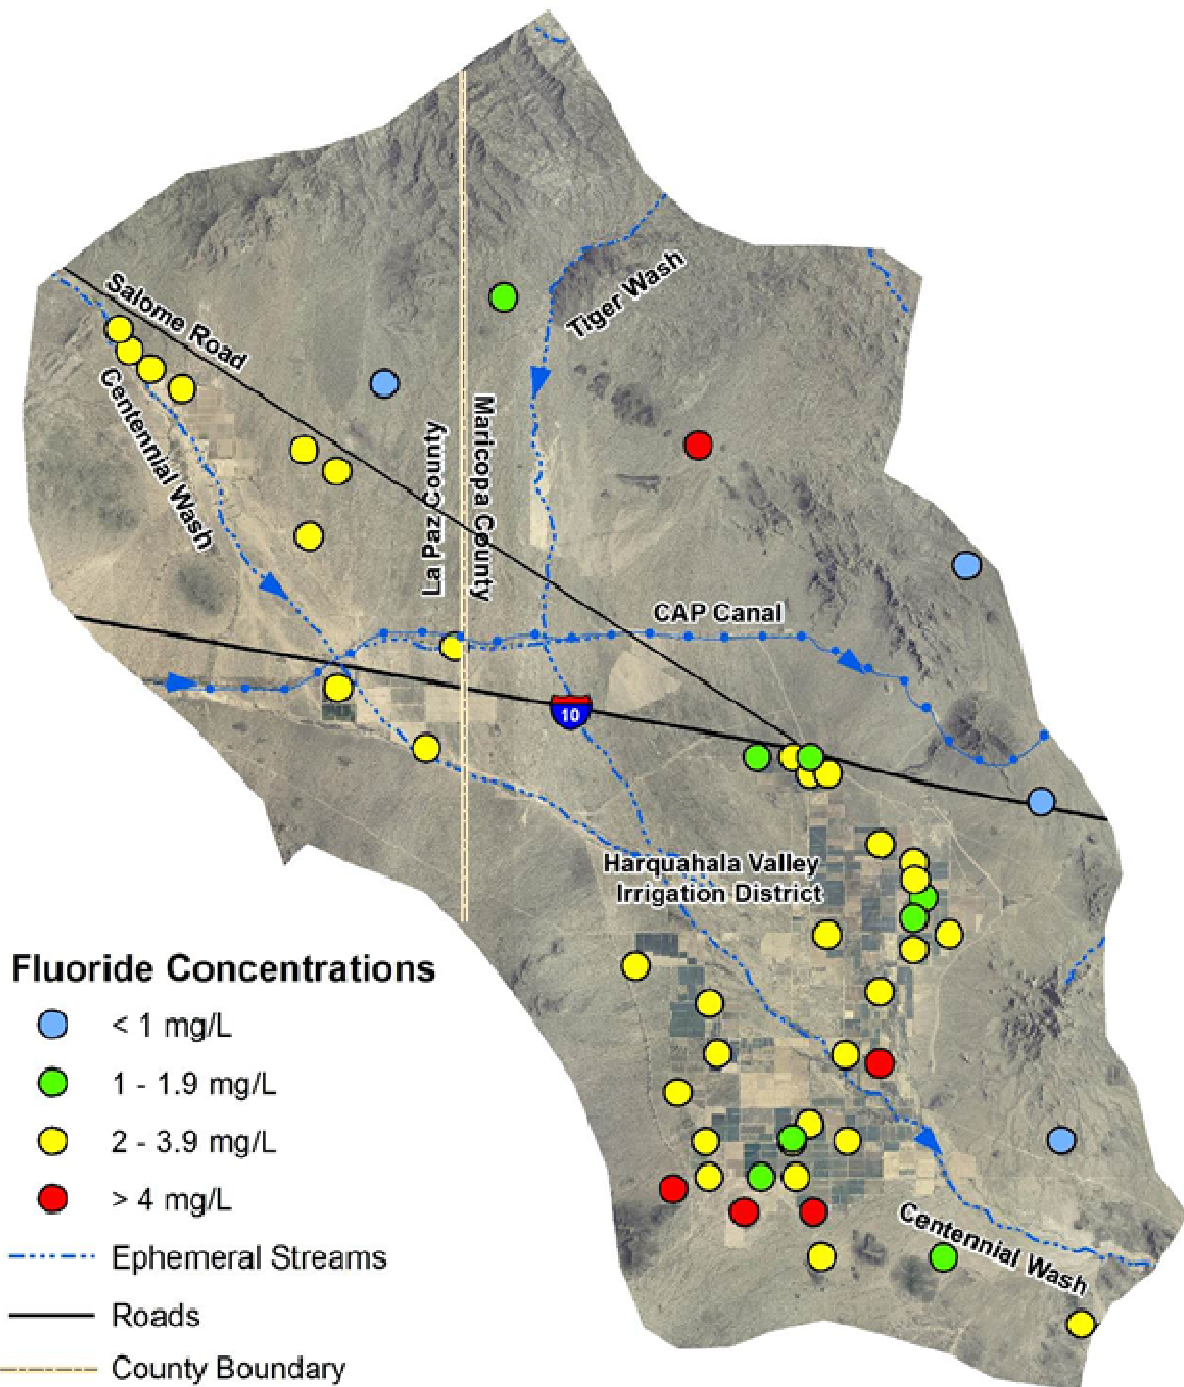 Salome Road
Tiger Wash
Centennial Wash
La Paz County
Maricopa County
CAP Canal
10
Harquahala Valley
Irrigation District
Centennial Wash
Fluoride Concentrations
< 1 mg/L
1 - 1.9 mg/L
2 - 3.9 mg/L
> 4 mg/L
Ephemeral Streams
Roads
County Boundary